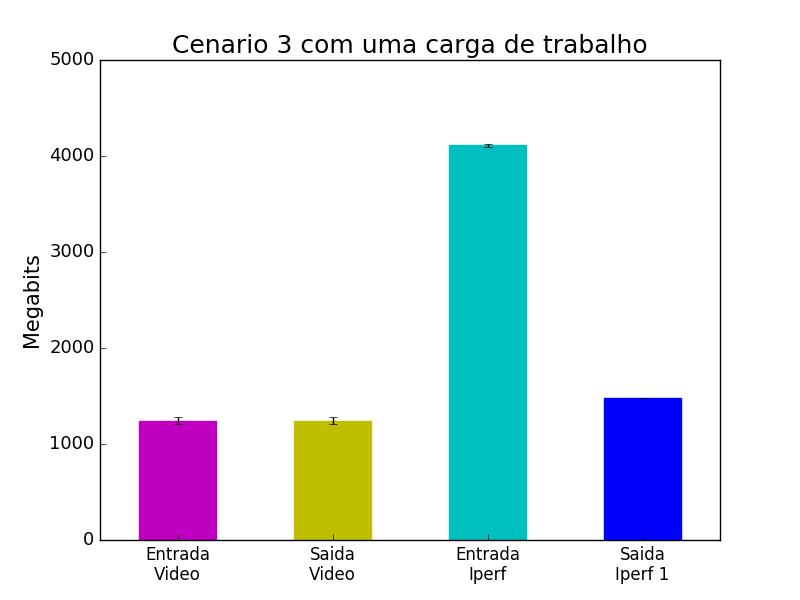 Cenario 3 com uma carga de trabalho
5000
4000
3000
2000
1000
0
Megabits
Entrada
Video
Saida
Video
Entrada
Iperf
Saida
Iperf 1